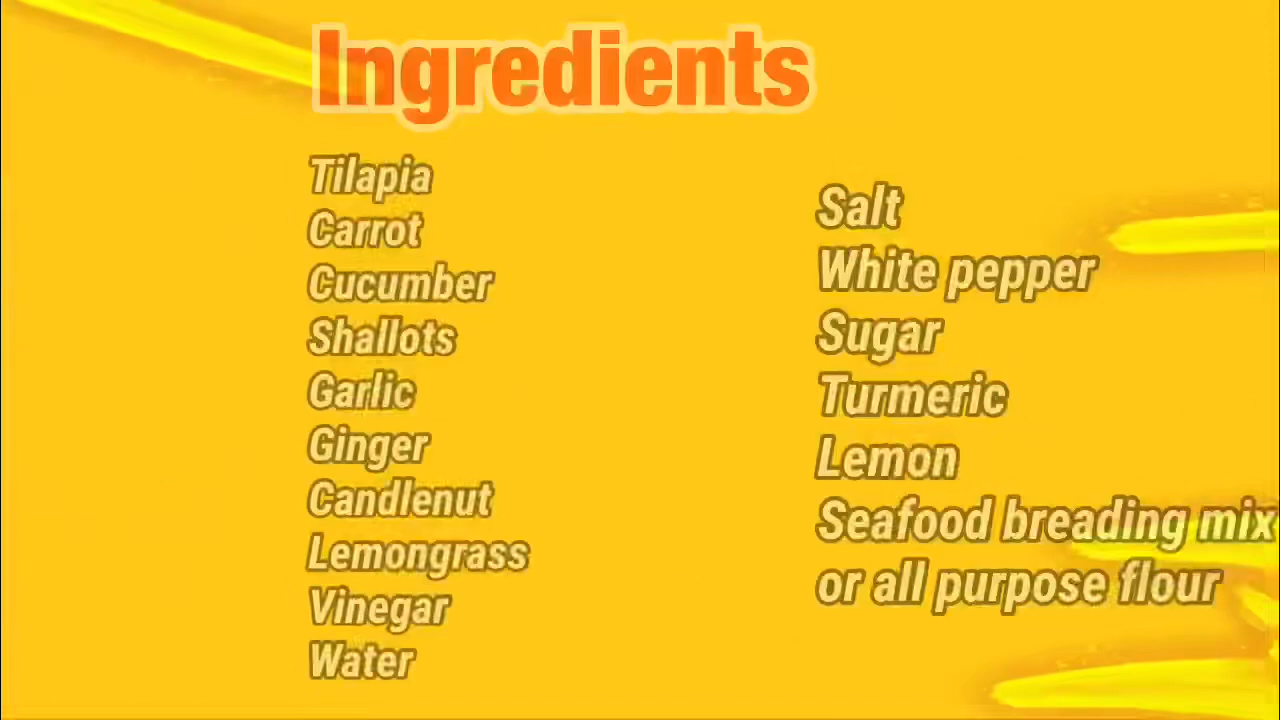 Ingredients
Tilapia
Carrot
Cucumber
Shallots
Garlic
Ginger
Candlenut
Lemongrass
Vinegar
Water
Salt
White pepper
Sugar
Turmeric
Lemon
Seafood breading mix
or all purpose flour